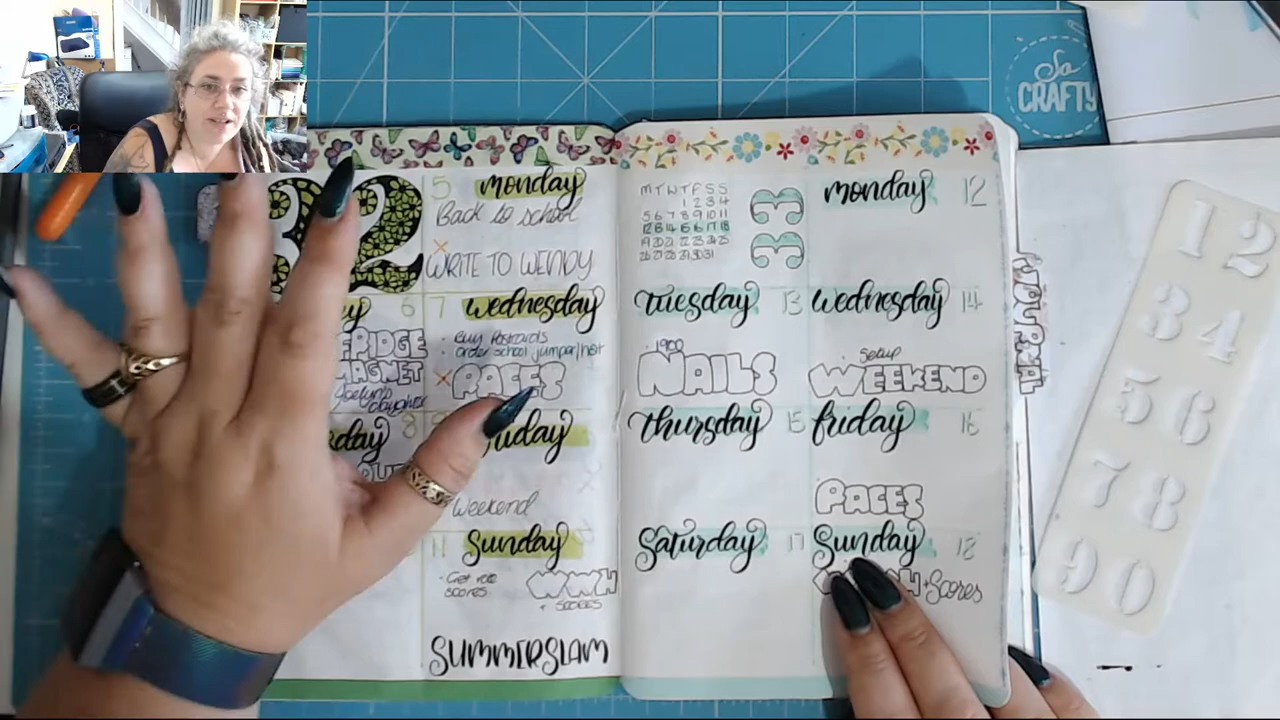 So
CRAFTY
32
5 monday
Back to school
WRITE TO WENDY
6
7 wednesday
Buy Postcards
order school jumper/hat
FRIDGE
MAGNET
RACES
8
Weekend
11 Sunday
WWH
+ SCORES
SUMMERSLAM
M T W T F S S
1 2 3 4
5 6 7 8 9 10 11
12 13 14 15 16 17 18
19 20 21 22 23 24 25
26 27 28 29 30 31
33
monday 12
tuesday 13
1900
NAILS
wednesday 14
Setup
WEEKEND
thursday 15
friday 16
RACES
Saturday 17
Sunday 18
+ Scores
JOURNAL
1 2
3 4
5 6
7 8
9 0